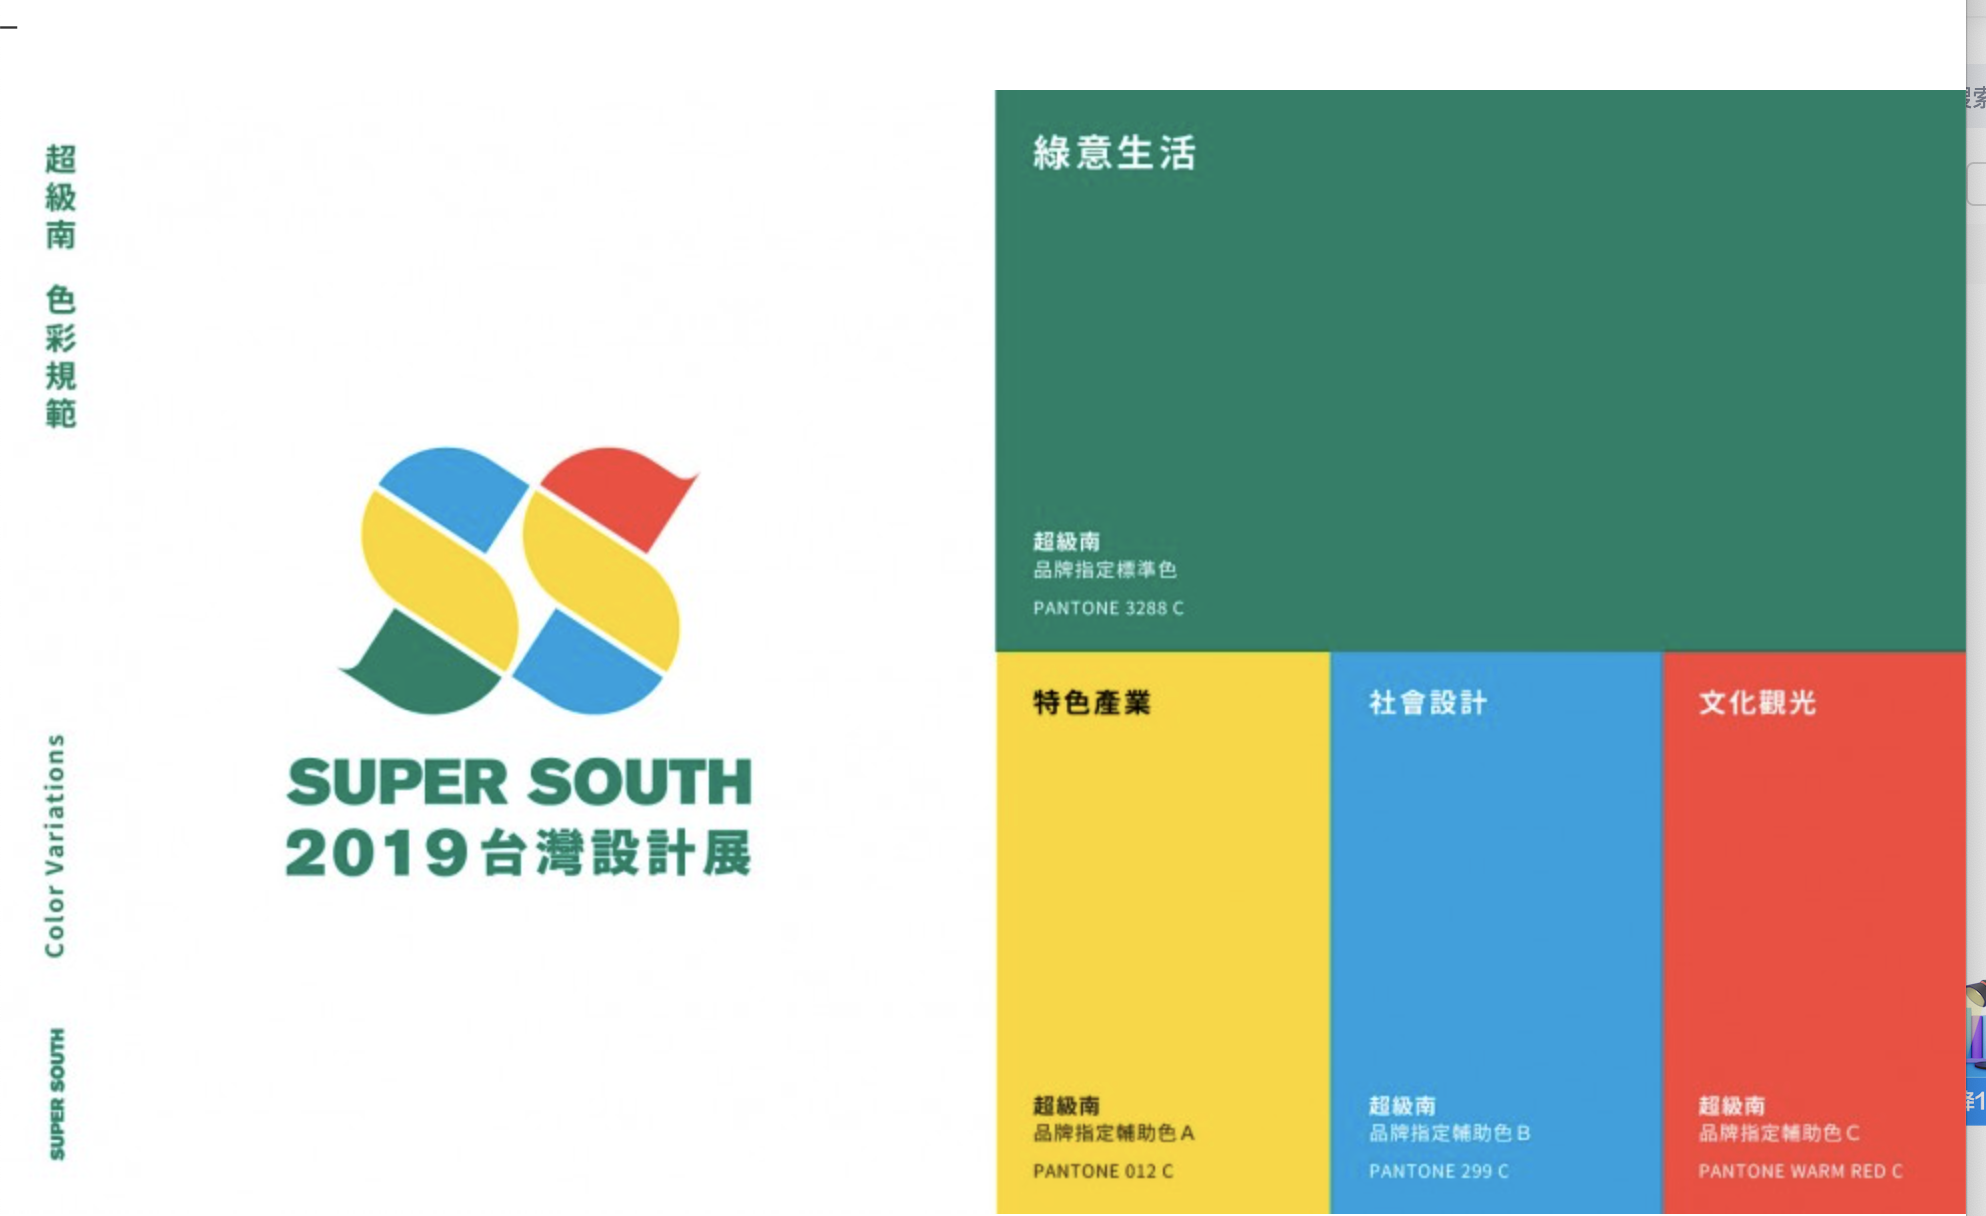 超級南 色彩規範
Color Variations
SUPER SOUTH
SUPER SOUTH
2019台灣設計展
綠意生活
超級南
品牌指定標準色
PANTONE 3288 C
特色產業
超級南
品牌指定輔助色A
PANTONE 012 C
社會設計
超級南
品牌指定輔助色B
PANTONE 299 C
文化觀光
超級南
品牌指定輔助色C
PANTONE WARM RED C